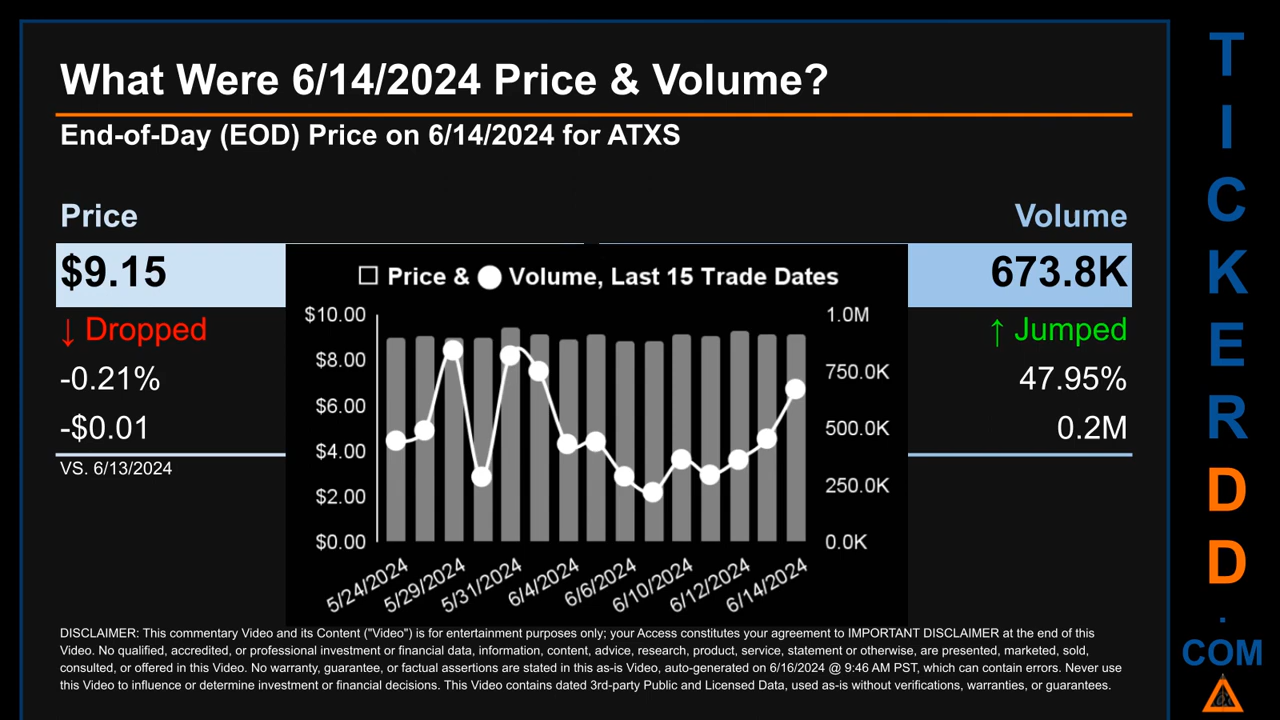 What Were 6/14/2024 Price & Volume?
End-of-Day (EOD) Price on 6/14/2024 for ATXS
Price
Volume
$9.15
673.8K
↓ Dropped
↑ Jumped
-0.21%
47.95%
-$0.01
0.2M
VS. 6/13/2024
Price & Volume, Last 15 Trade Dates
$10.00
$8.00
$6.00
$4.00
$2.00
$0.00
1.0M
750.0K
500.0K
250.0K
0.0K
5/24/2024
5/29/2024
5/31/2024
6/4/2024
6/6/2024
6/10/2024
6/12/2024
6/14/2024
DISCLAIMER: This commentary Video and its Content ("Video") is for entertainment purposes only; your Access constitutes your agreement to IMPORTANT DISCLAIMER at the end of this
Video. No qualified, accredited, or professional investment or financial data, information, content, advice, research, product, service, statement or otherwise, are presented, marketed, sold,
consulted, or offered in this Video. No warranty, guarantee, or factual assertions are stated in this as-is Video, auto-generated on 6/16/2024 @ 9:46 AM PST, which can contain errors. Never use
this Video to influence or determine investment or financial decisions. This Video contains dated 3rd-party Public and Licensed Data, used as-is without verifications, warranties, or guarantees.
TICKERDD.COM